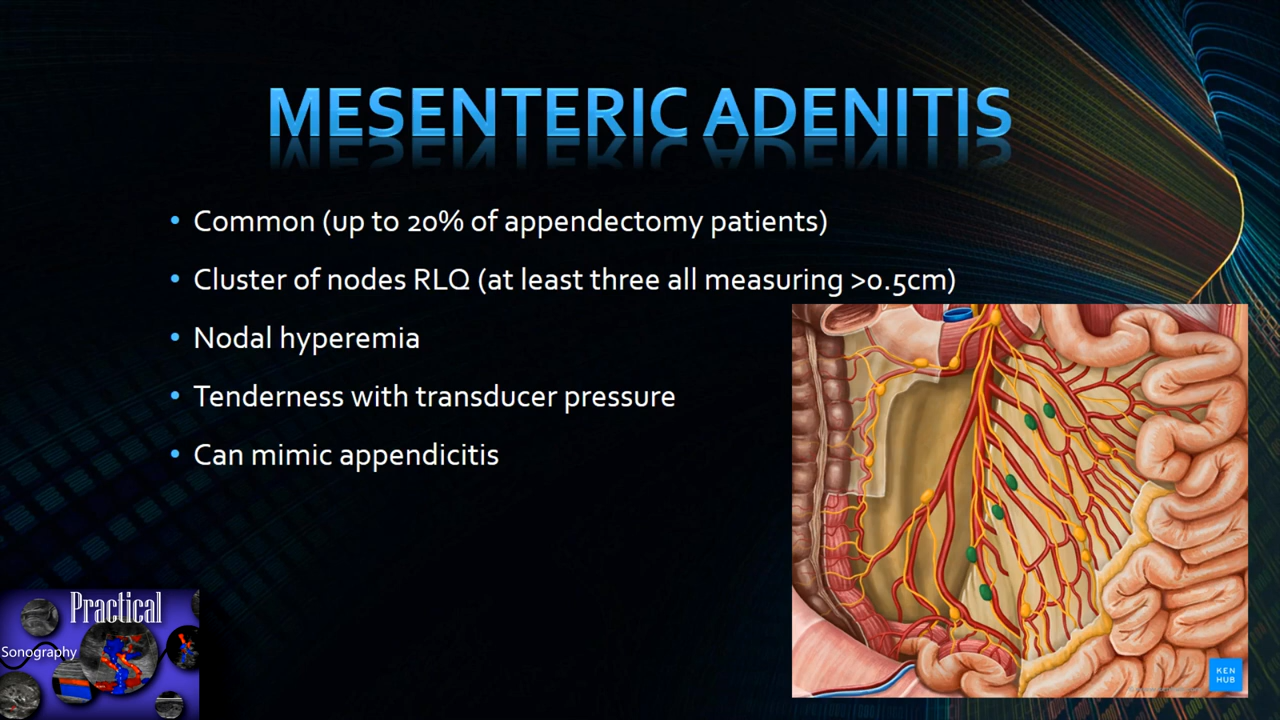 MESENTERIC ADENITIS
• Common (up to 20% of appendectomy patients)
• Cluster of nodes RLQ (at least three all measuring >0.5cm)
• Nodal hyperemia
• Tenderness with transducer pressure
• Can mimic appendicitis
Practical
Sonography
KEN
HUB